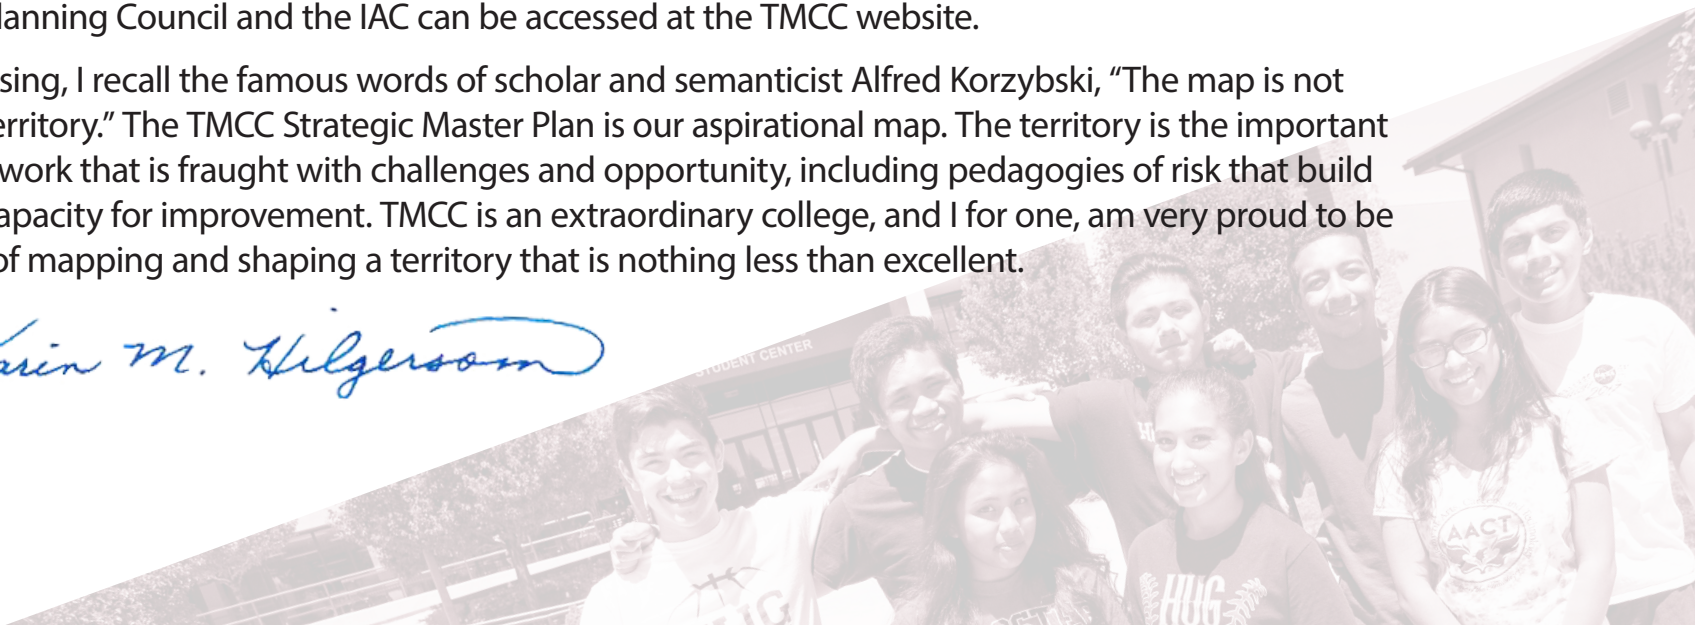 lanning Council and the IAC can be accessed at the TMCC website.
sing, I recall the famous words of scholar and semanticist Alfred Korzybski, “The map is not
erritory.” The TMCC Strategic Master Plan is our aspirational map. The territory is the important
work that is fraught with challenges and opportunity, including pedagogies of risk that build
apacity for improvement. TMCC is an extraordinary college, and I for one, am very proud to be
of mapping and shaping a territory that is nothing less than excellent.
arin M. Hilgersom
STUDENT CENTER
AACT
HUG